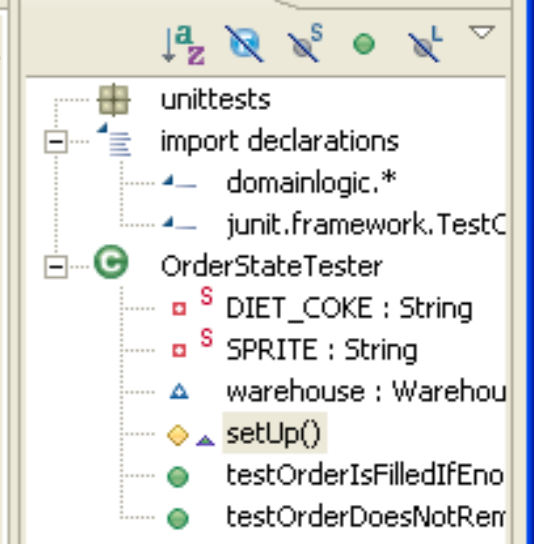 unittests
import declarations
domainlogic.*
junit.framework.TestC
C OrderStateTester
S DIET_COKE : String
S SPRITE : String
warehouse : Warehou
setUp()
testOrderIsFilledIfEno
testOrderDoesNotRem